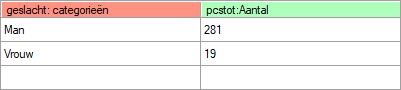 geslacht: categorieën pcstot:Aantal
Man 281
Vrouw 19